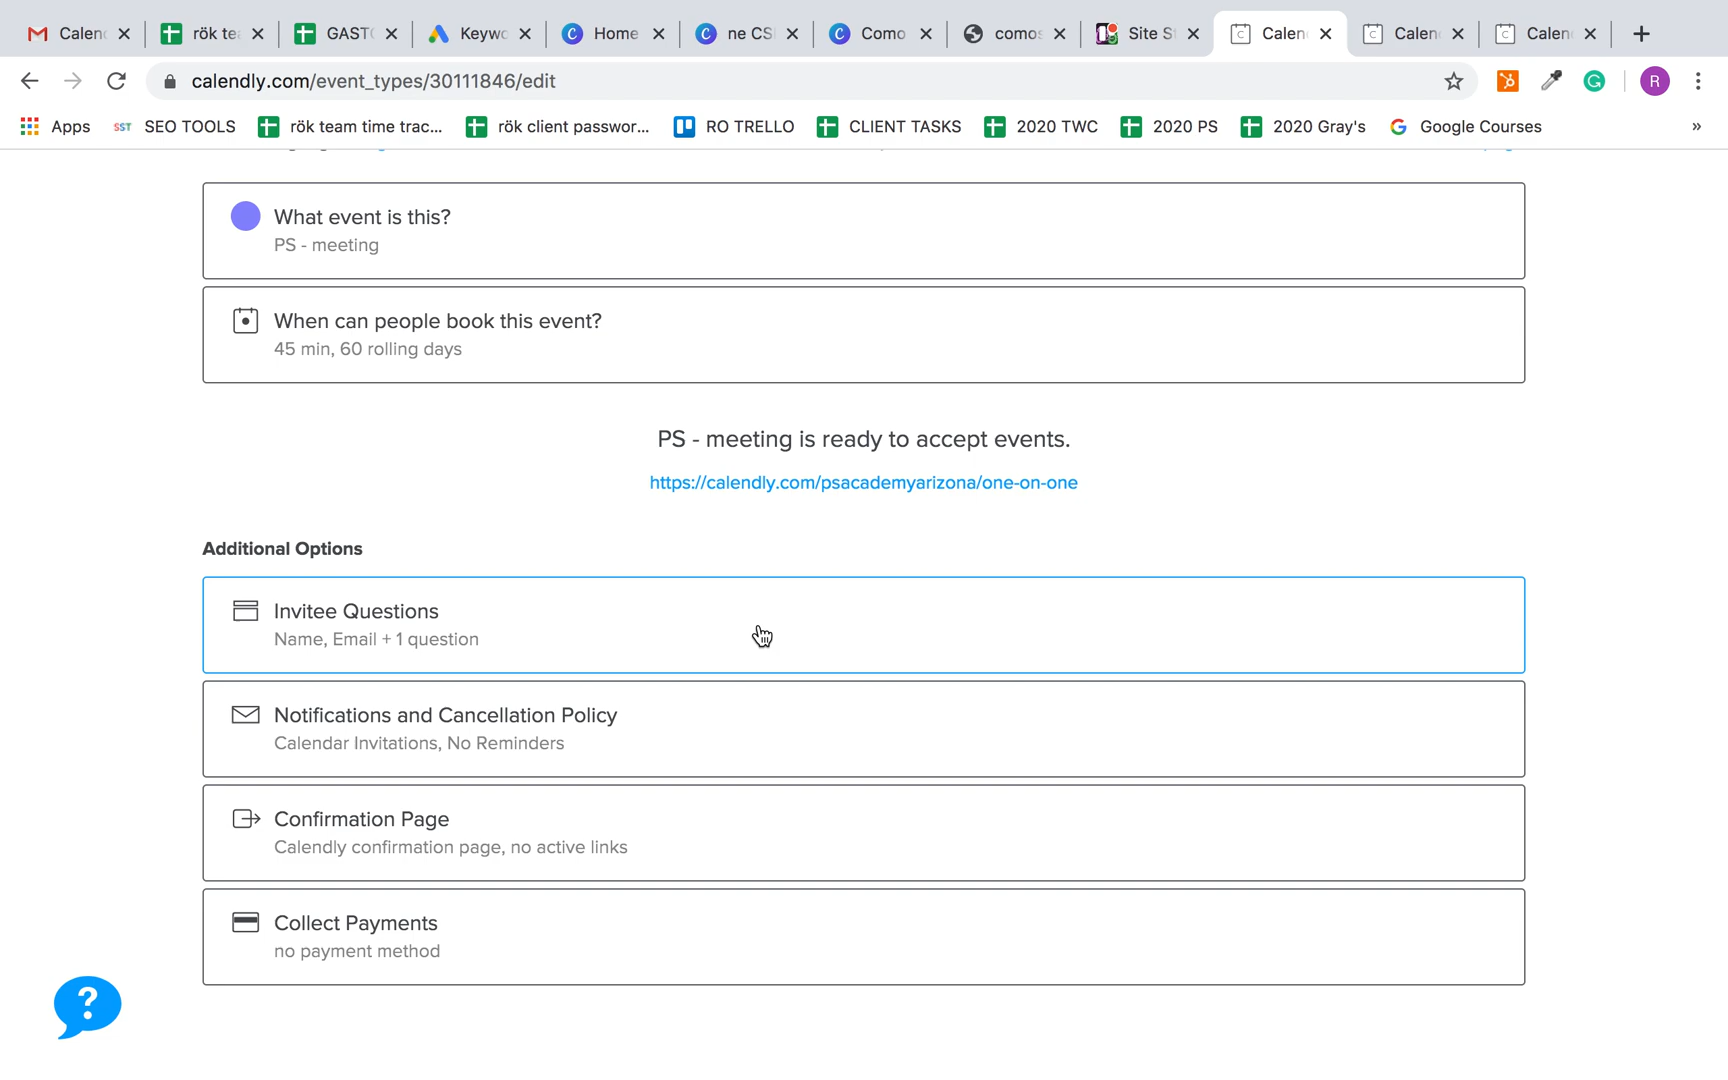 Calen
rök te
GAST
Keyw
Home
ne CS
Como
como
Site S
Calen
Calen
Calen
calendly.com/event_types/30111846/edit
R
Apps
SST SEO TOOLS
rök team time trac...
rök client passwor...
RO TRELLO
CLIENT TASKS
2020 TWC
2020 PS
2020 Gray's
Google Courses
»
What event is this?
PS - meeting
When can people book this event?
45 min, 60 rolling days
PS - meeting is ready to accept events.
https://calendly.com/psacademyarizona/one-on-one
Additional Options
Invitee Questions
Name, Email + 1 question
Notifications and Cancellation Policy
Calendar Invitations, No Reminders
Confirmation Page
Calendly confirmation page, no active links
Collect Payments
no payment method
?